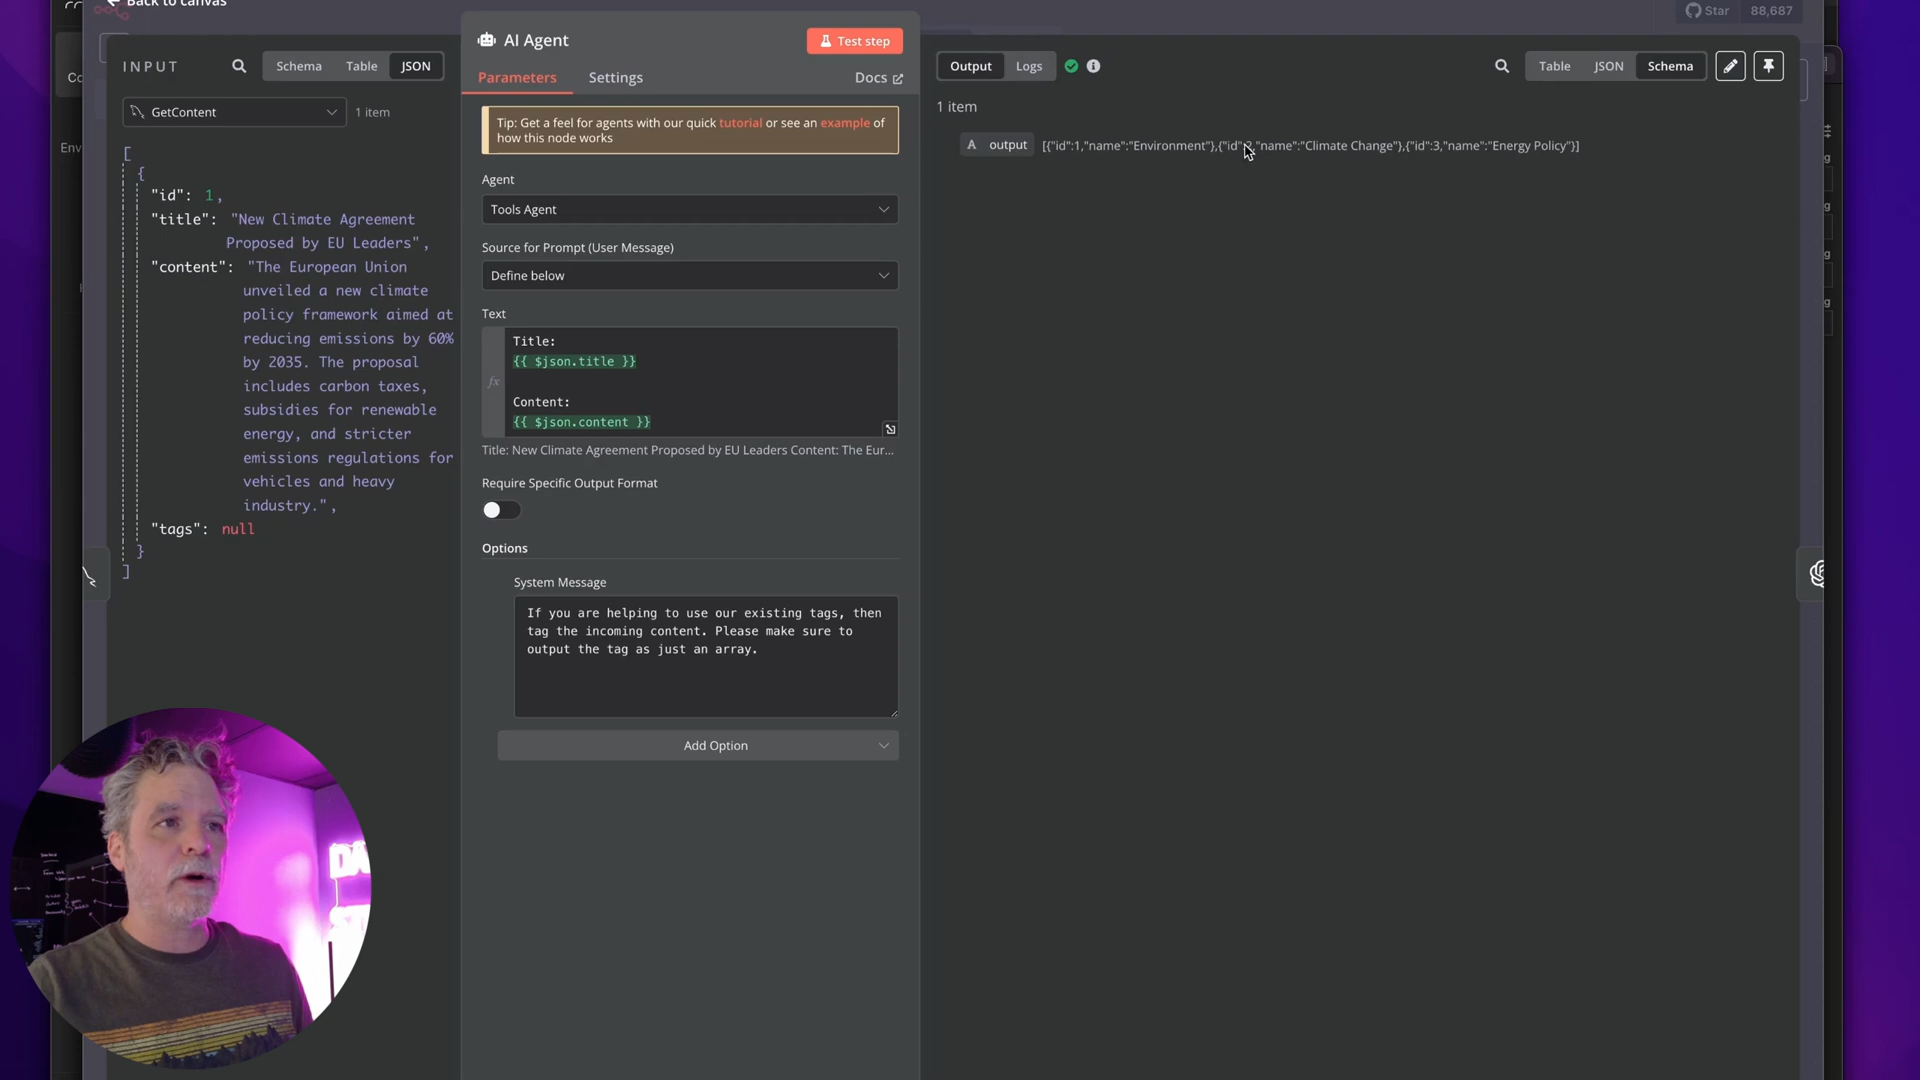 Back to canvas
Star 88,687
INPUT
Schema
Table
JSON
GetContent
1 item
[
{
"id": 1,
"title": "New Climate Agreement
Proposed by EU Leaders",
"content": "The European Union
unveiled a new climate
policy framework aimed at
reducing emissions by 60%
by 2035. The proposal
includes carbon taxes,
subsidies for renewable
energy, and stricter
emissions regulations for
vehicles and heavy
industry.",
"tags": null
}
]
AI Agent
Test step
Parameters
Settings
Docs
Tip: Get a feel for agents with our quick tutorial or see an example of
how this node works
Agent
Tools Agent
Source for Prompt (User Message)
Define below
Text
fx
Title:
{{ $json.title }}
Content:
{{ $json.content }}
Title: New Climate Agreement Proposed by EU Leaders Content: The Eur...
Require Specific Output Format
Options
System Message
If you are helping to use our existing tags, then
tag the incoming content. Please make sure to
output the tag as just an array.
Add Option
Output
Logs
Table
JSON
Schema
1 item
A output
[{"id":1,"name":"Environment"},{"id":2,"name":"Climate Change"},{"id":3,"name":"Energy Policy"}]